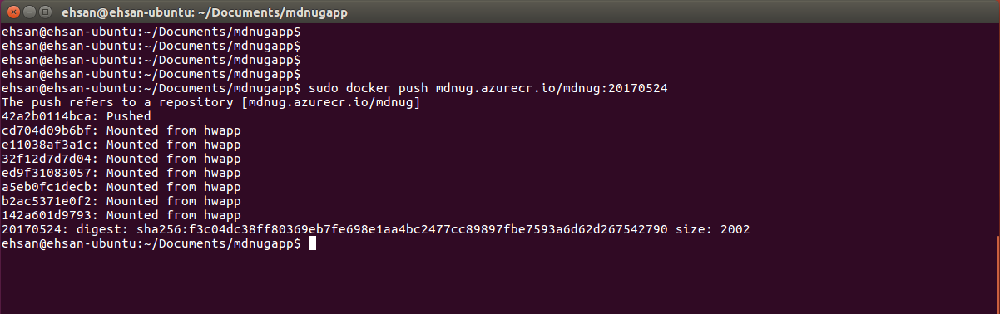 ehsan@ehsan-ubuntu: ~/Documents/mdnugapp
ehsan@ehsan-ubuntu:~/Documents/mdnugapp$
ehsan@ehsan-ubuntu:~/Documents/mdnugapp$
ehsan@ehsan-ubuntu:~/Documents/mdnugapp$
ehsan@ehsan-ubuntu:~/Documents/mdnugapp$
ehsan@ehsan-ubuntu:~/Documents/mdnugapp$ sudo docker push mdnug.azurecr.io/mdnug:20170524
The push refers to a repository [mdnug.azurecr.io/mdnug]
42a2b0114bca: Pushed
cd704d09b6bf: Mounted from hwapp
e11038af3a1c: Mounted from hwapp
32f12d7d7d04: Mounted from hwapp
ed9f31083057: Mounted from hwapp
a5eb0fc1decb: Mounted from hwapp
b2ac5371e0f2: Mounted from hwapp
142a601d9793: Mounted from hwapp
20170524: digest: sha256:f3c04dc38ff80369eb7fe698e1aa4bc2477cc89897fbe7593a6d62d267542790 size: 2002
ehsan@ehsan-ubuntu:~/Documents/mdnugapp$